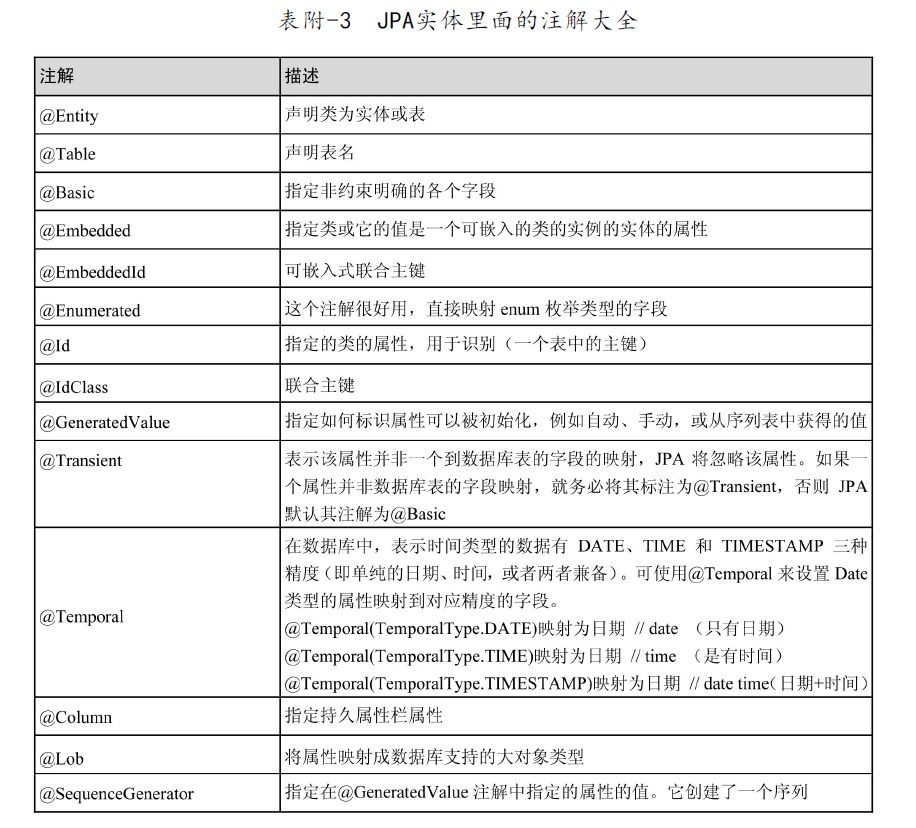 表附-3 JPA实体里面的注解大全
注解 描述
@Entity 声明类为实体或表
@Table 声明表名
@Basic 指定非约束明确的各个字段
@Embedded 指定类或它的值是一个可嵌入的类的实例的实体的属性
@EmbeddedId 可嵌入式联合主键
@Enumerated 这个注解很好用，直接映射 enum 枚举类型的字段
@Id 指定的类的属性，用于识别（一个表中的主键）
@IdClass 联合主键
@GeneratedValue 指定如何标识属性可以被初始化，例如自动、手动，或从序列表中获得的值
@Transient 表示该属性并非一个到数据库表的字段的映射，JPA 将忽略该属性。如果一
个属性并非数据库表的字段映射，就务必将其标注为@Transient，否则 JPA
默认其注解为@Basic
在数据库中，表示时间类型的数据有 DATE、TIME 和 TIMESTAMP 三种
精度（即单纯的日期、时间，或者两者兼备）。可使用@Temporal 来设置 Date
类型的属性映射到对应精度的字段。
@Temporal @Temporal(TemporalType.DATE)映射为日期 // date （只有日期）
@Temporal(TemporalType.TIME)映射为日期 // time （是有时间）
@Temporal(TemporalType.TIMESTAMP)映射为日期 // date time（日期+时间）
@Column 指定持久属性栏属性
@Lob 将属性映射成数据库支持的大对象类型
@SequenceGenerator 指定在@GeneratedValue 注解中指定的属性的值。它创建了一个序列